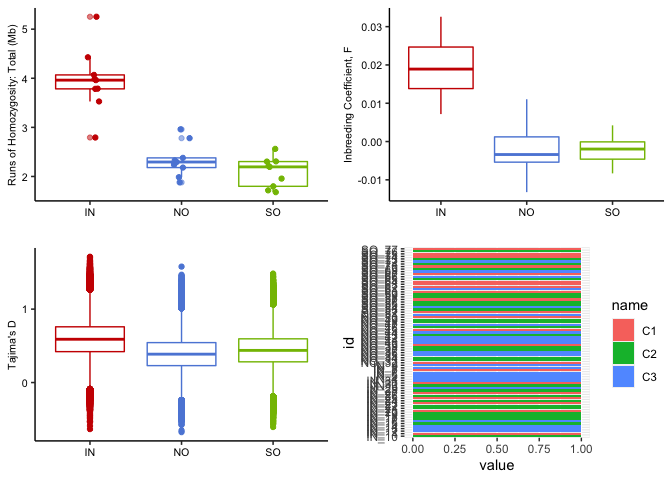 Runs of Homozygosity: Total (Mb)
5
4
3
2
IN NO SO
Inbreeding Coefficient, F
0.03
0.02
0.01
0.00
-0.01
IN NO SO
Tajima's D
1
0
IN NO SO
id
0.00 0.25 0.50 0.75 1.00
value
name
C1
C2
C3